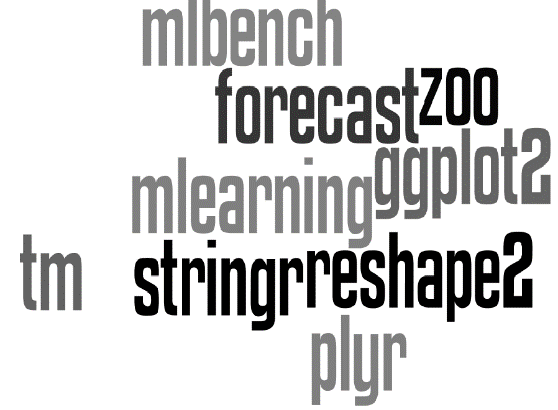 mlbench
forecast zoo
mlearning ggplot2
tm stringr reshape2
plyr